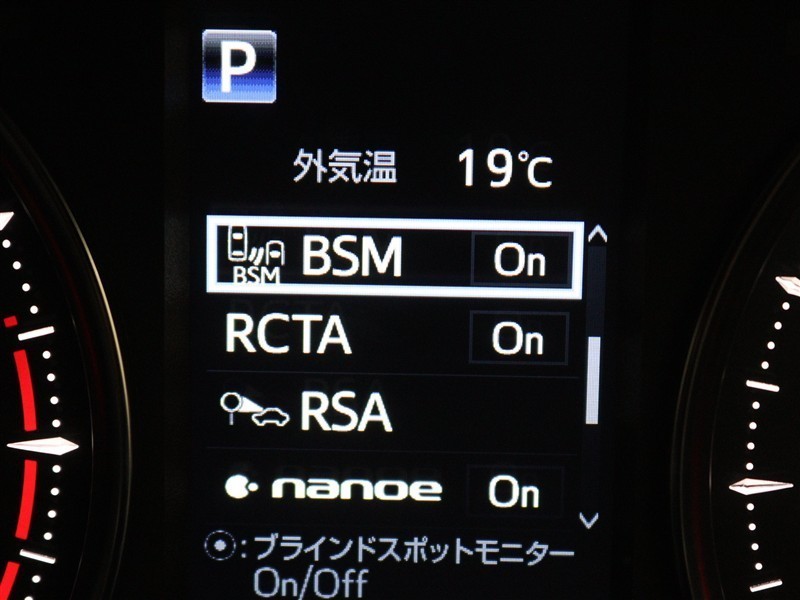 P
外気温 19℃
BSM BSM On
RCTA On
RSA
nanoe On
:ブラインドスポットモニター
On/Off